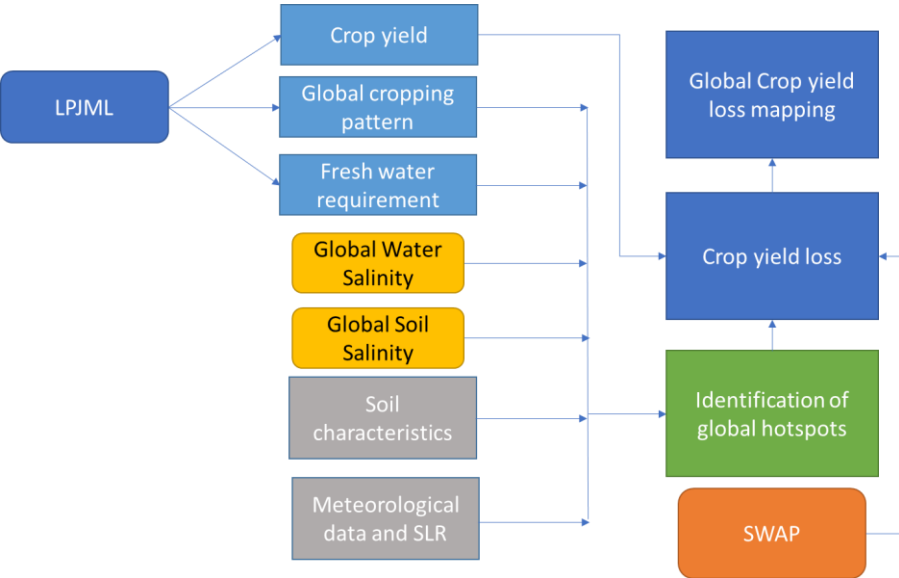 LPJML
Crop yield
Global cropping
pattern
Fresh water
requirement
Global Water
Salinity
Global Soil
Salinity
Soil
characteristics
Meteorological
data and SLR
Global Crop yield
loss mapping
Crop yield loss
Identification of
global hotspots
SWAP